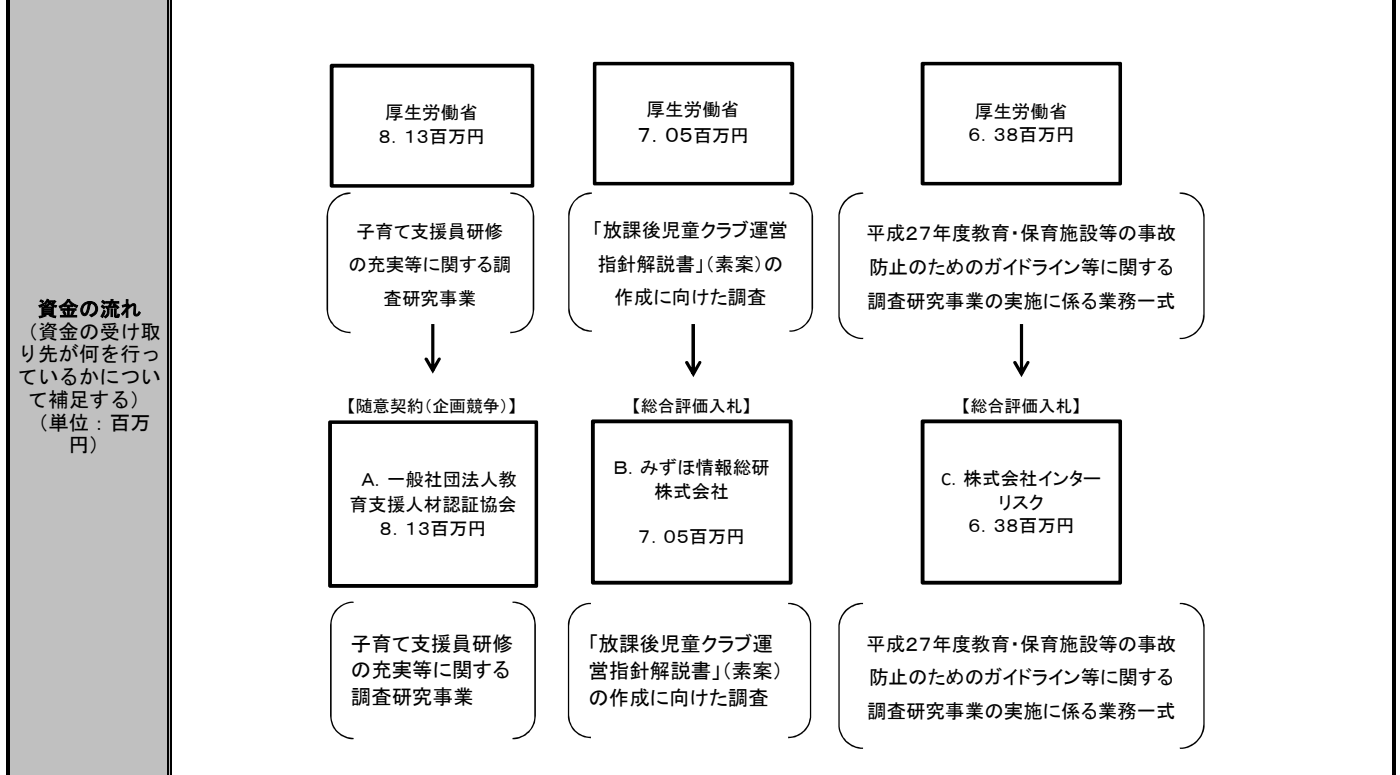 資金の流れ
（資金の受け取
り先が何を行っ
ているかについ
て補足する）
（単位：百万
円）
厚生労働省
８．１３百万円
子育て支援員研修
の充実等に関する調
査研究事業
【随意契約（企画競争）】
A．一般社団法人教
育支援人材認証協会
８．１３百万円
子育て支援員研修
の充実等に関する
調査研究事業
厚生労働省
７．０５百万円
「放課後児童クラブ運営
指針解説書」（素案）の
作成に向けた調査
【総合評価入札】
B．みずほ情報総研
株式会社
７．０５百万円
「放課後児童クラブ運
営指針解説書」（素案）
の作成に向けた調査
厚生労働省
６．３８百万円
平成２７年度教育・保育施設等の事故
防止のためのガイドライン等に関する
調査研究事業の実施に係る業務一式
【総合評価入札】
C．株式会社インター
リスク
６．３８百万円
平成２７年度教育・保育施設等の事故
防止のためのガイドライン等に関する
調査研究事業の実施に係る業務一式